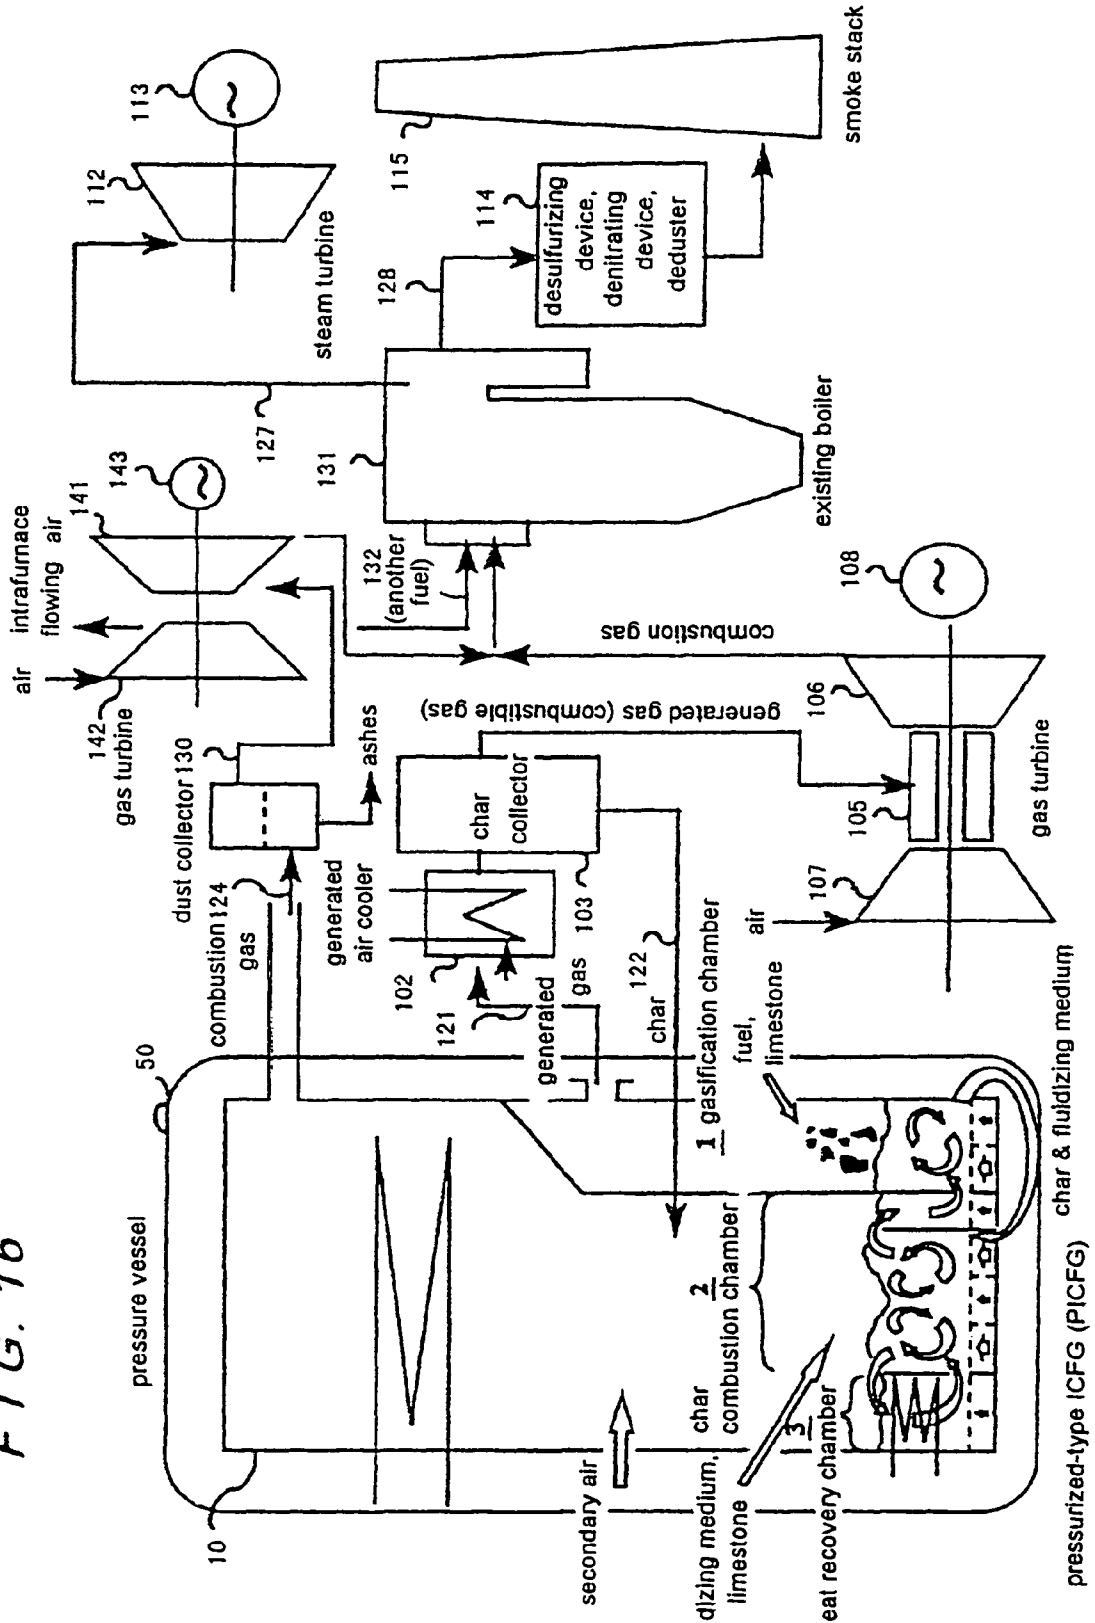 FIG. 16
pressure vessel
50
10
combustion
gas
124
dust collector
130
ashes
air
intrafurnace
flowing air
142
gas turbine
141
143
127
steam turbine
112
113
generated
air cooler
102
121
generated
gas
103
char
collector
122
char
generated gas (combustible gas)
combustion gas
132
(another
fuel)
131
existing boiler
128
114
desulfurizing
device,
denitrating
device,
deduster
115
smoke stack
secondary air
dizing medium,
limestone
char
combustion chamber
2
3
eat recovery chamber
1 gasification chamber
fuel,
limestone
air
107
105
106
108
gas turbine
char & fluidizing medium
pressurized-type ICFG (PICFG)